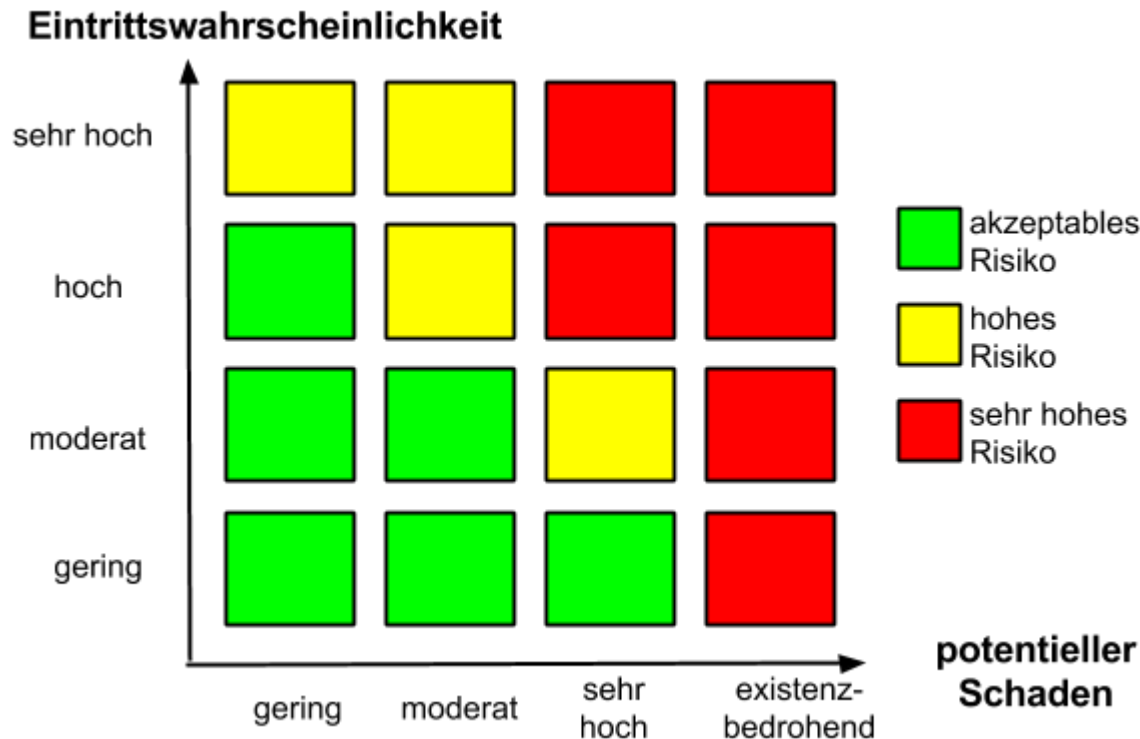 Eintrittswahrscheinlichkeit
sehr hoch
hoch
moderat
gering
gering
moderat
sehr
hoch
existenz-
bedrohend
potentieller
Schaden
akzeptables
Risiko
hohes
Risiko
sehr hohes
Risiko